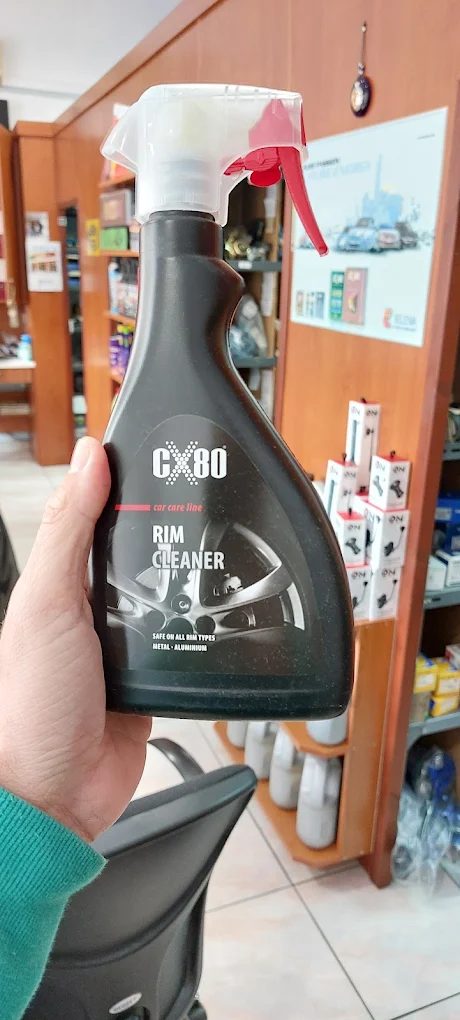 CX80
car care line
RIM
CLEANER
SAFE ON ALL RIM TYPES
METAL · ALUMINIUM